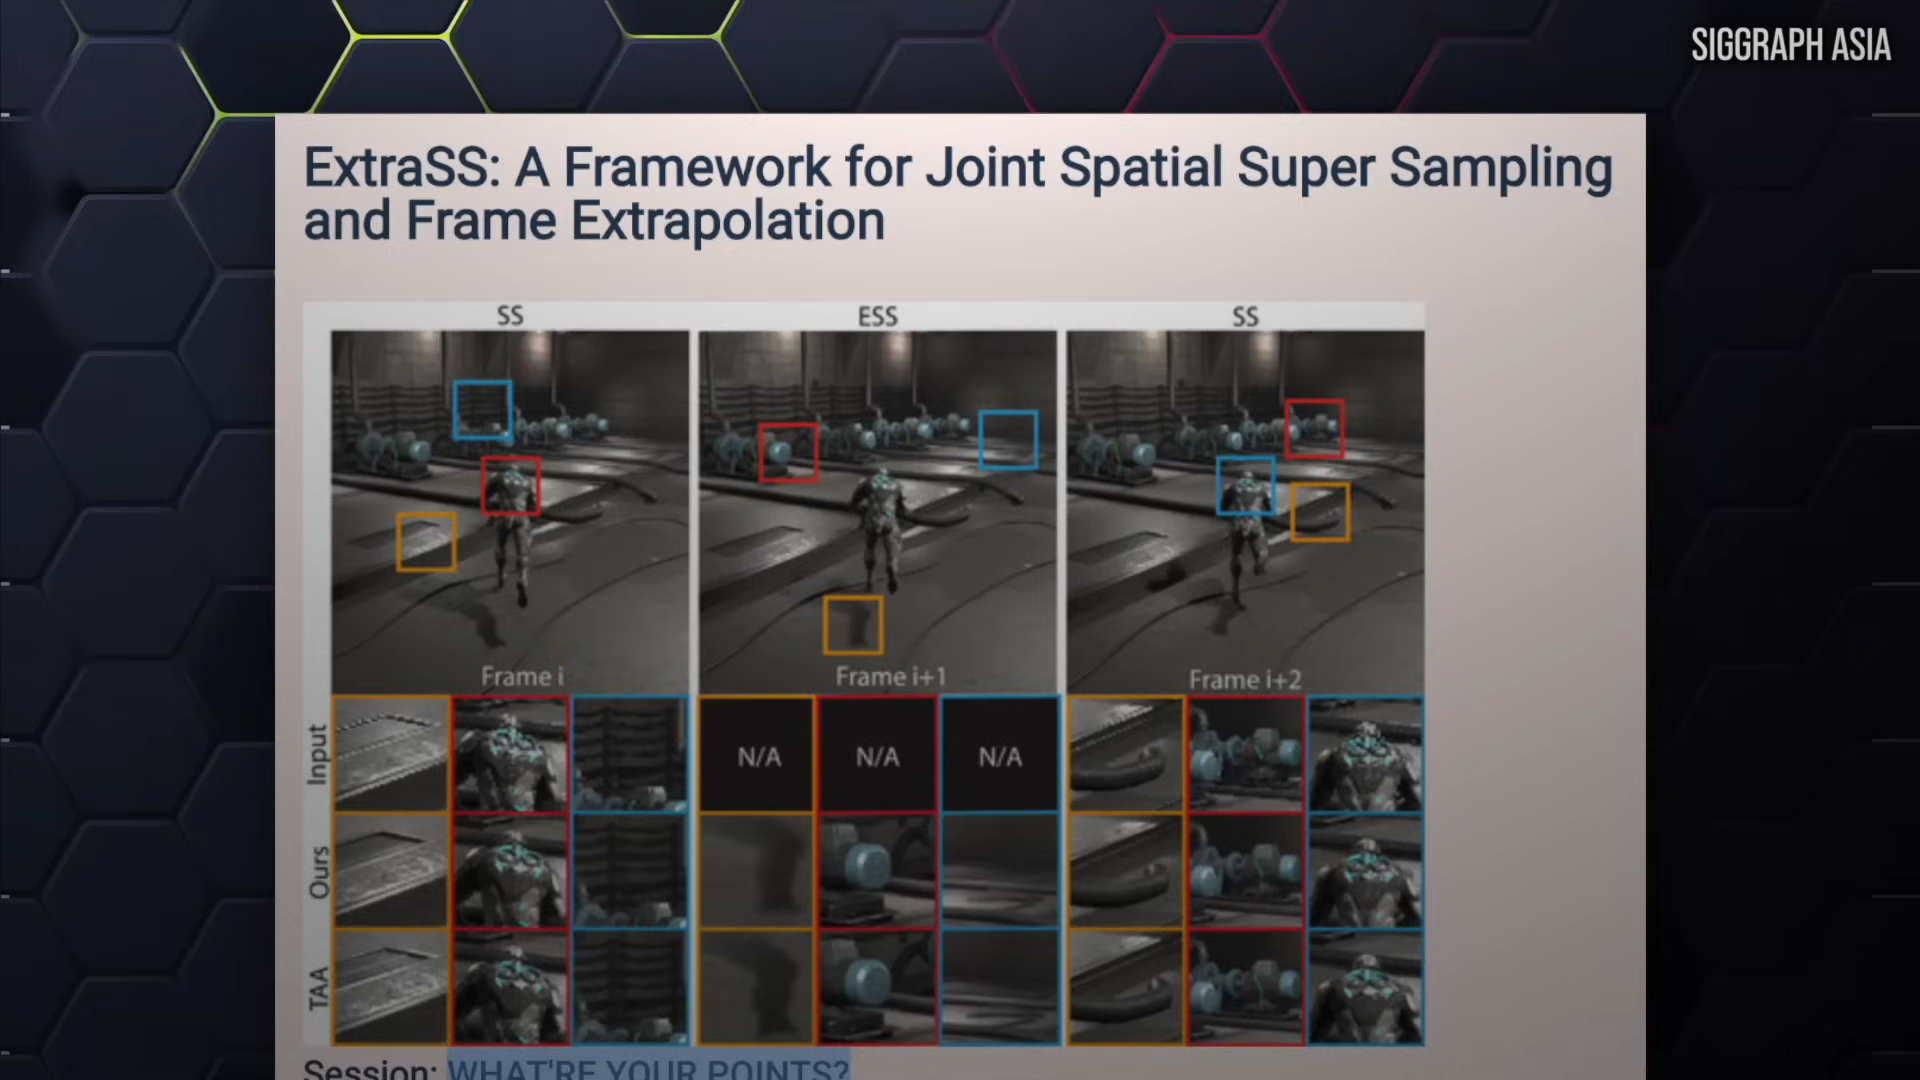 SIGGRAPH ASIA
ExtraSS: A Framework for Joint Spatial Super Sampling
and Frame Extrapolation
SS ESS SS
Frame i Frame i+1 Frame i+2
Input N/A N/A N/A
Ours
TAA
Session: WHAT'RE YOUR POINTS?